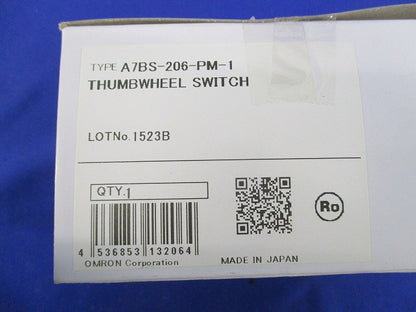 TYPE A7BS-206-PM-1
THUMBWHEEL SWITCH
LOTNo. 1523B
QTY. 1
Ro
4 536853 132064
OMRON Corporation
MADE IN JAPAN